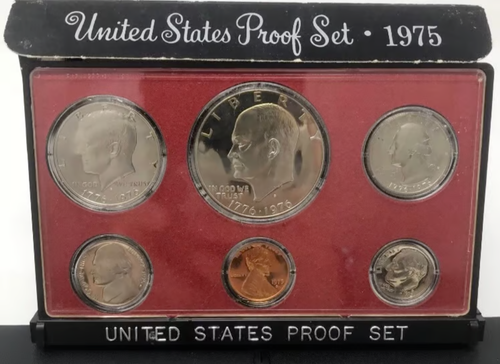 United States Proof Set · 1975
LIBERTY
IN GOD WE
TRUST
1776·1976
UNITED STATES PROOF SET